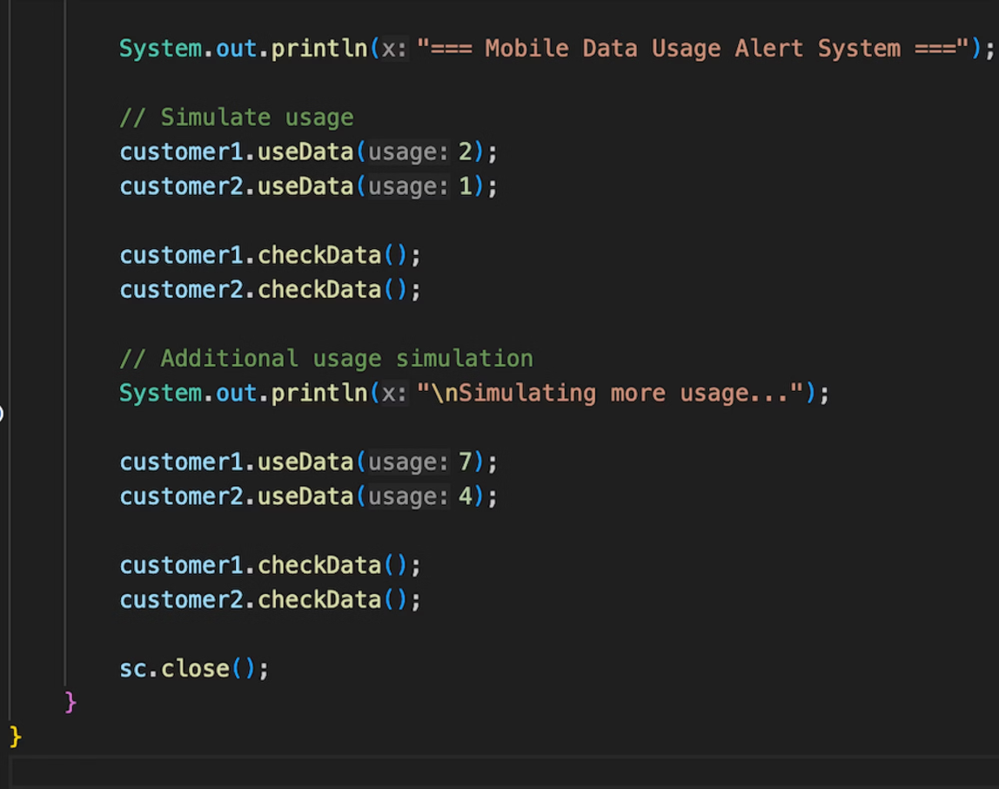 System.out.println(x: "=== Mobile Data Usage Alert System ===");
// Simulate usage
customer1.useData(usage: 2);
customer2.useData(usage: 1);
customer1.checkData();
customer2.checkData();
// Additional usage simulation
System.out.println(x: "\nSimulating more usage...");
customer1.useData(usage: 7);
customer2.useData(usage: 4);
customer1.checkData();
customer2.checkData();
sc.close();
}
}